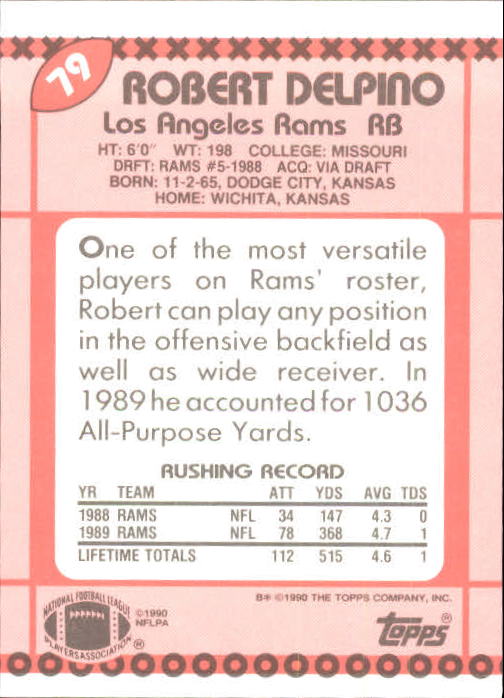 79
ROBERT DELPINO
Los Angeles Rams RB
HT: 6'0" WT: 198 COLLEGE: MISSOURI
DRFT: RAMS #5-1988 ACQ: VIA DRAFT
BORN: 11-2-65, DODGE CITY, KANSAS
HOME: WICHITA, KANSAS
One of the most versatile
players on Rams' roster,
Robert can play any position
in the offensive backfield as
well as wide receiver. In
1989 he accounted for 1036
All-Purpose Yards.
RUSHING RECORD
YR TEAM ATT YDS AVG TDS
1988 RAMS NFL 34 147 4.3 0
1989 RAMS NFL 78 368 4.7 1
LIFETIME TOTALS 112 515 4.6 1
B* ©1990 THE TOPPS COMPANY, INC.
NATIONAL FOOTBALL LEAGUE
PLAYERS ASSOCIATION ®
©1990
NFLPA
TOPPS®